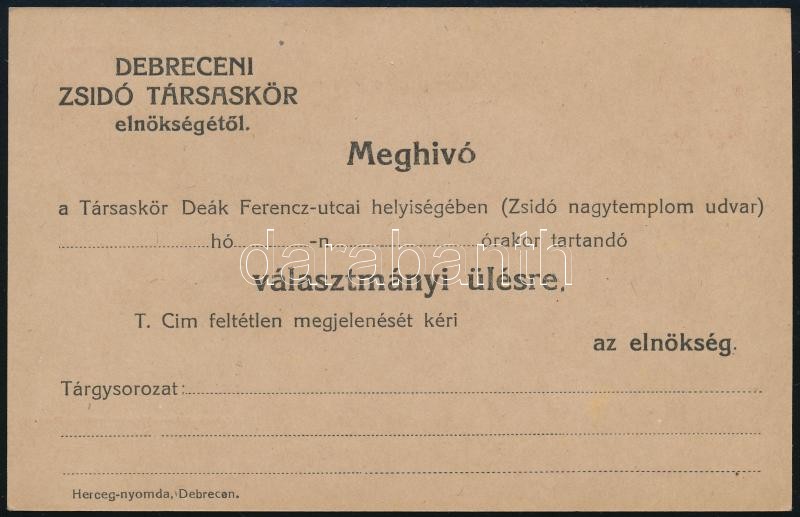 DEBRECENI
ZSIDÓ TÁRSASKÖR
elnökségétől.
Meghivó
a Társaskör Deák Ferencz-utcai helyiségében (Zsidó nagytemplom udvar)
hó -n órakor tartandó
darabanth
választmányi ülésre.
T. Cim feltétlen megjelenését kéri
az elnökség.
Tárgysorozat:
Herceg-nyomda, Debrecen.